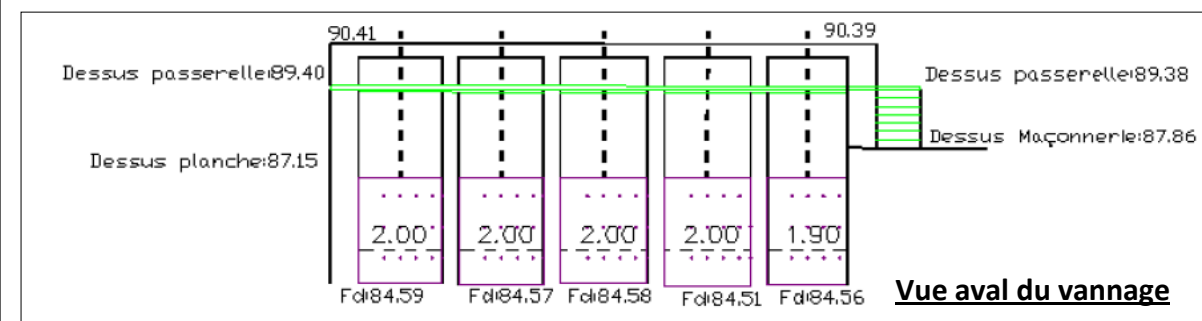 90.41
90.39
Dessus passerelle:89.40
Dessus passerelle:89.38
Dessus Maçonnerie:87.86
Dessus planche:87.15
2.00 2.00 2.00 2.00 1.90
Fd:84.59 Fd:84.57 Fd:84.58 Fd:84.51 Fd:84.56
Vue aval du vannage